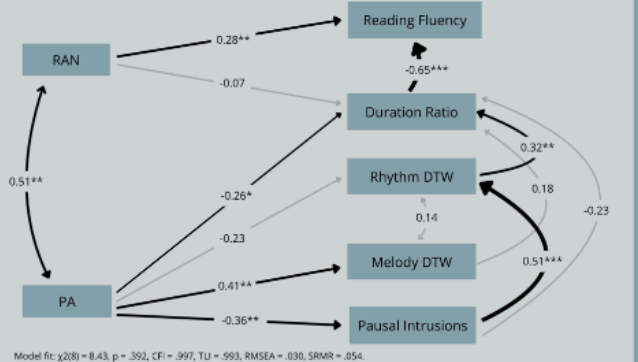 Reading Fluency
0.28**
RAN
-0.65***
-0.07
Duration Ratio
0.32**
Rhythm DTW
0.51**
0.18
-0.26*
-0.23
0.14
-0.23
Melody DTW
0.51***
0.41**
PA
-0.36**
Pausal Intrusions
Model fit: χ2(8) = 8.43, p = .392, CFI = .997, TLI = .993, RMSEA = .030, SRMR = .054.